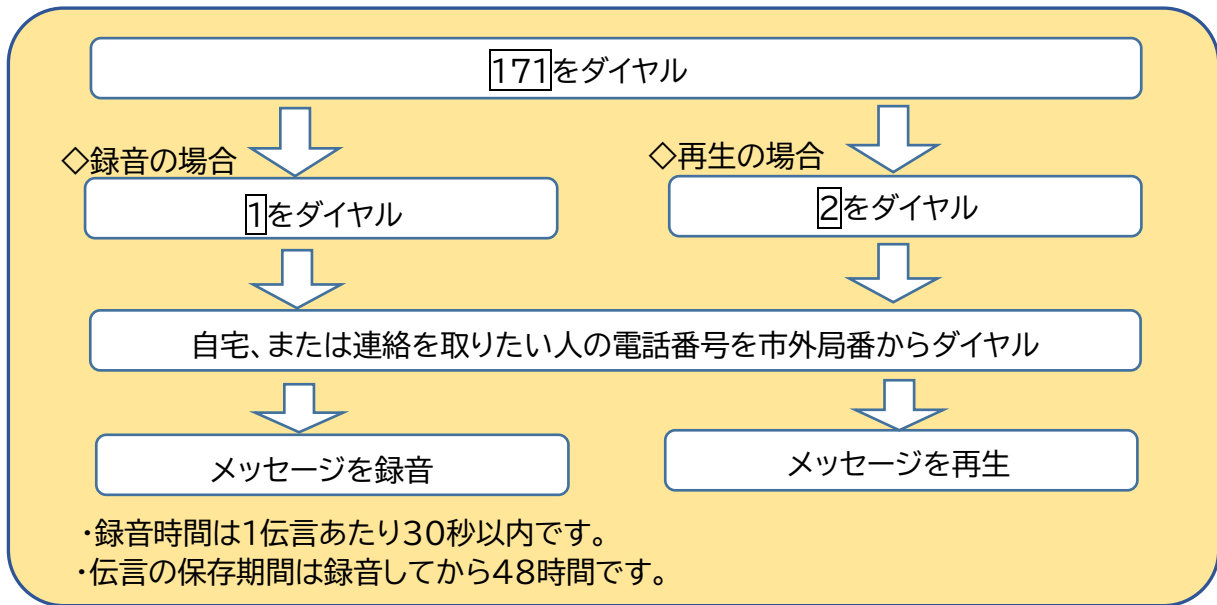 171をダイヤル
◇録音の場合
◇再生の場合
1をダイヤル
2をダイヤル
自宅、または連絡を取りたい人の電話番号を市外局番からダイヤル
メッセージを録音
メッセージを再生
・録音時間は1伝言あたり30秒以内です。
・伝言の保存期間は録音してから48時間です。